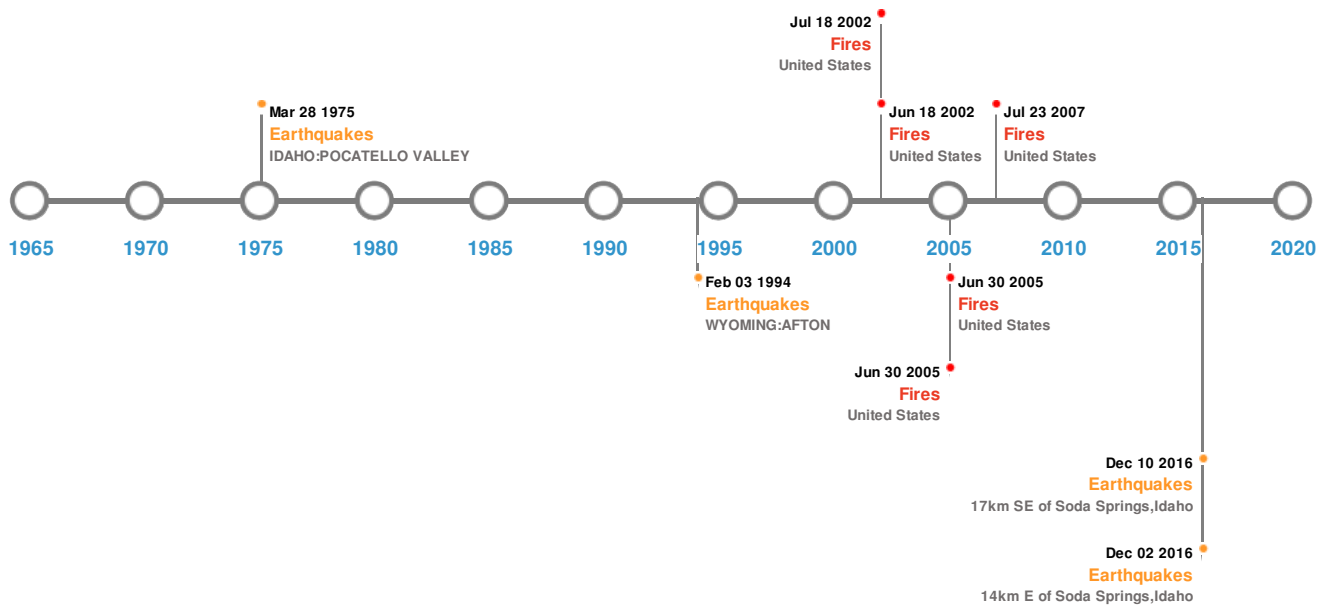 Jul 18 2002
Fires
United States
Mar 28 1975
Earthquakes
IDAHO:POCATELLO VALLEY
Jun 18 2002
Fires
United States
Jul 23 2007
Fires
United States
1965 1970 1975 1980 1985 1990 1995 2000 2005 2010 2015 2020
Feb 03 1994
Earthquakes
WYOMING:AFTON
Jun 30 2005
Fires
United States
Jun 30 2005
Fires
United States
Dec 10 2016
Earthquakes
17km SE of Soda Springs,Idaho
Dec 02 2016
Earthquakes
14km E of Soda Springs,Idaho